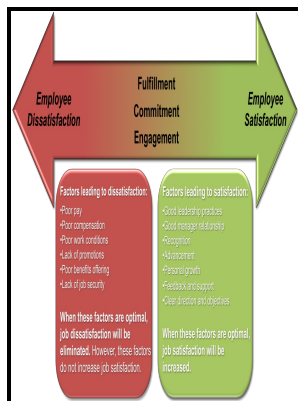 Employee
Dissatisfaction
Fulfillment
Commitment
Engagement
Employee
Satisfaction
Factors leading to dissatisfaction:
•Poor pay
•Poor compensation
•Poor work conditions
•Lack of promotions
•Poor benefits offering
•Lack of job security
When these factors are optimal,
job dissatisfaction will be
eliminated. However, these factors
do not increase job satisfaction.
Factors leading to satisfaction:
•Good leadership practices
•Good manager relationship
•Recognition
•Advancement
•Personal growth
•Feedback and support
•Clear direction and objectives
When these factors are optimal,
job satisfaction will be
increased.